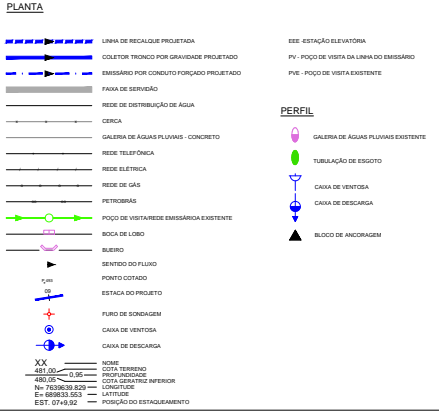 PLANTA
LINHA DE RECALQUE PROJETADA
COLETOR TRONCO POR GRAVIDADE PROJETADO
EMISSÁRIO POR CONDUTO FORÇADO PROJETADO
FAIXA DE SERVIDÃO
REDE DE DISTRIBUIÇÃO DE ÁGUA
CERCA
GALERIA DE ÁGUAS PLUVIAIS - CONCRETO
REDE TELEFÔNICA
REDE ELÉTRICA
REDE DE GÁS
PETROBRÁS
POÇO DE VISITA/REDE EMISSÁRICA EXISTENTE
BOCA DE LOBO
BUEIRO
SENTIDO DO FLUXO
PONTO COTADO
09 ESTACA DO PROJETO
FURO DE SONDAGEM
CAIXA DE VENTOSA
CAIXA DE DESCARGA
XX NOME
481,00 COTA TERRENO
0,95 PROFUNDIDADE
480,05 COTA GERATRIZ INFERIOR
N= 7639639.829 LONGITUDE
E= 689833.553 LATITUDE
EST. 07+9,92 POSIÇÃO DO ESTAQUEAMENTO
EEE -ESTAÇÃO ELEVATÓRIA
PV - POÇO DE VISITA DA LINHA DO EMISSÁRIO
PVE - POÇO DE VISITA EXISTENTE
PERFIL
GALERIA DE ÁGUAS PLUVIAIS EXISTENTE
TUBULAÇÃO DE ESGOTO
CAIXA DE VENTOSA
CAIXA DE DESCARGA
BLOCO DE ANCORAGEM